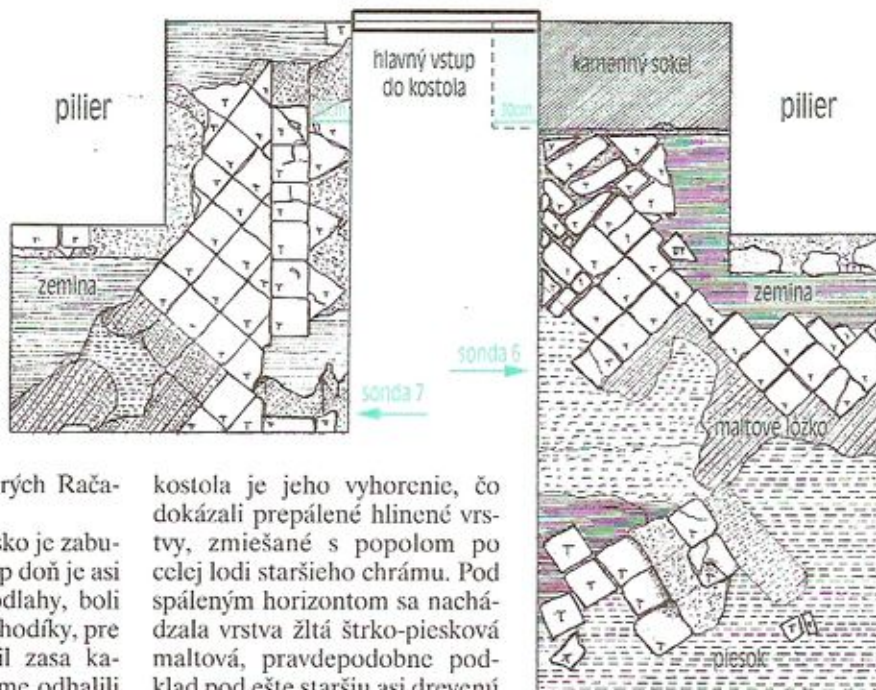 hlavný vstup
do kostola
kamenný sokel
pilier
pilier
30cm
zemina
zemina
sonda 6
sonda 7
maltové lôžko
piesok
rých Rača-
sko je zabu-
p doň je asi
odlahy, boli
hodíky, pre
il zasa ka-
me odhalili
kostola je jeho vyhorenie, čo
dokázali prepálené hlinené vrs-
tvy, zmiešané s popolom po
celej lodi staršieho chrámu. Pod
spáleným horizontom sa nachá-
dzala vrstva žltá štrko-piesková
maltová, pravdepodobne pod-
klad pod ešte staršiu asi drevenú